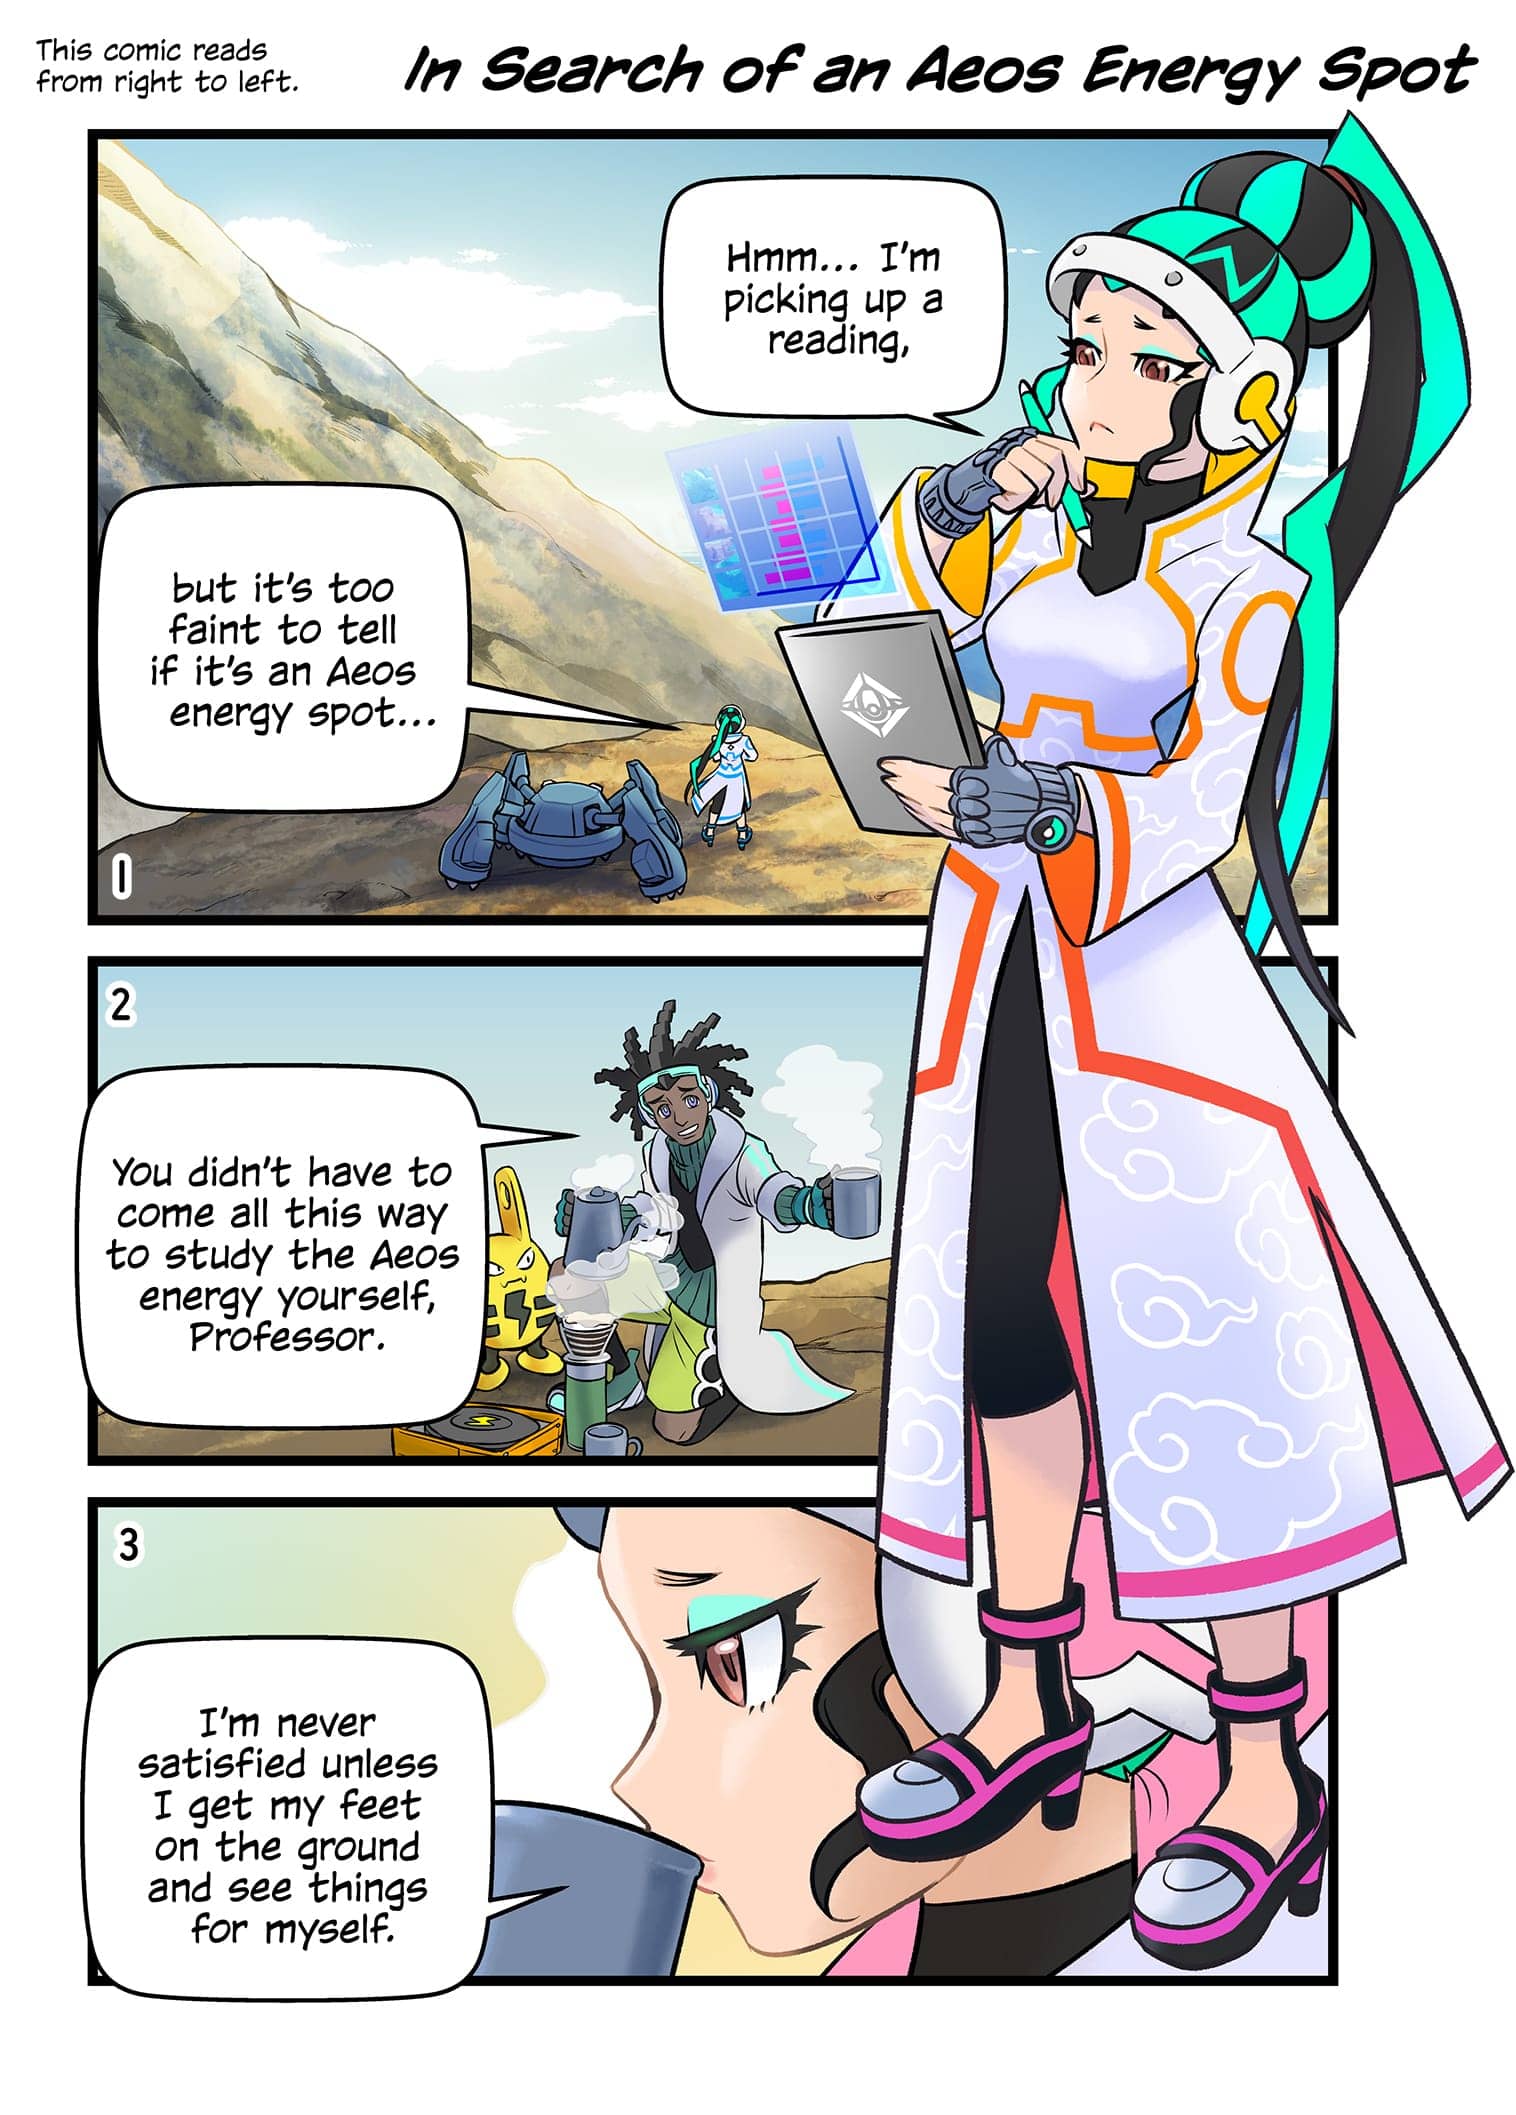 This comic reads
from right to left.
In Search of an Aeos Energy Spot
Hmm... I'm
picking up a
reading,
but it's too
faint to tell
if it's an Aeos
energy spot...
1
2
You didn't have to
come all this way
to study the Aeos
energy yourself,
Professor.
3
I'm never
satisfied unless
I get my feet
on the ground
and see things
for myself.